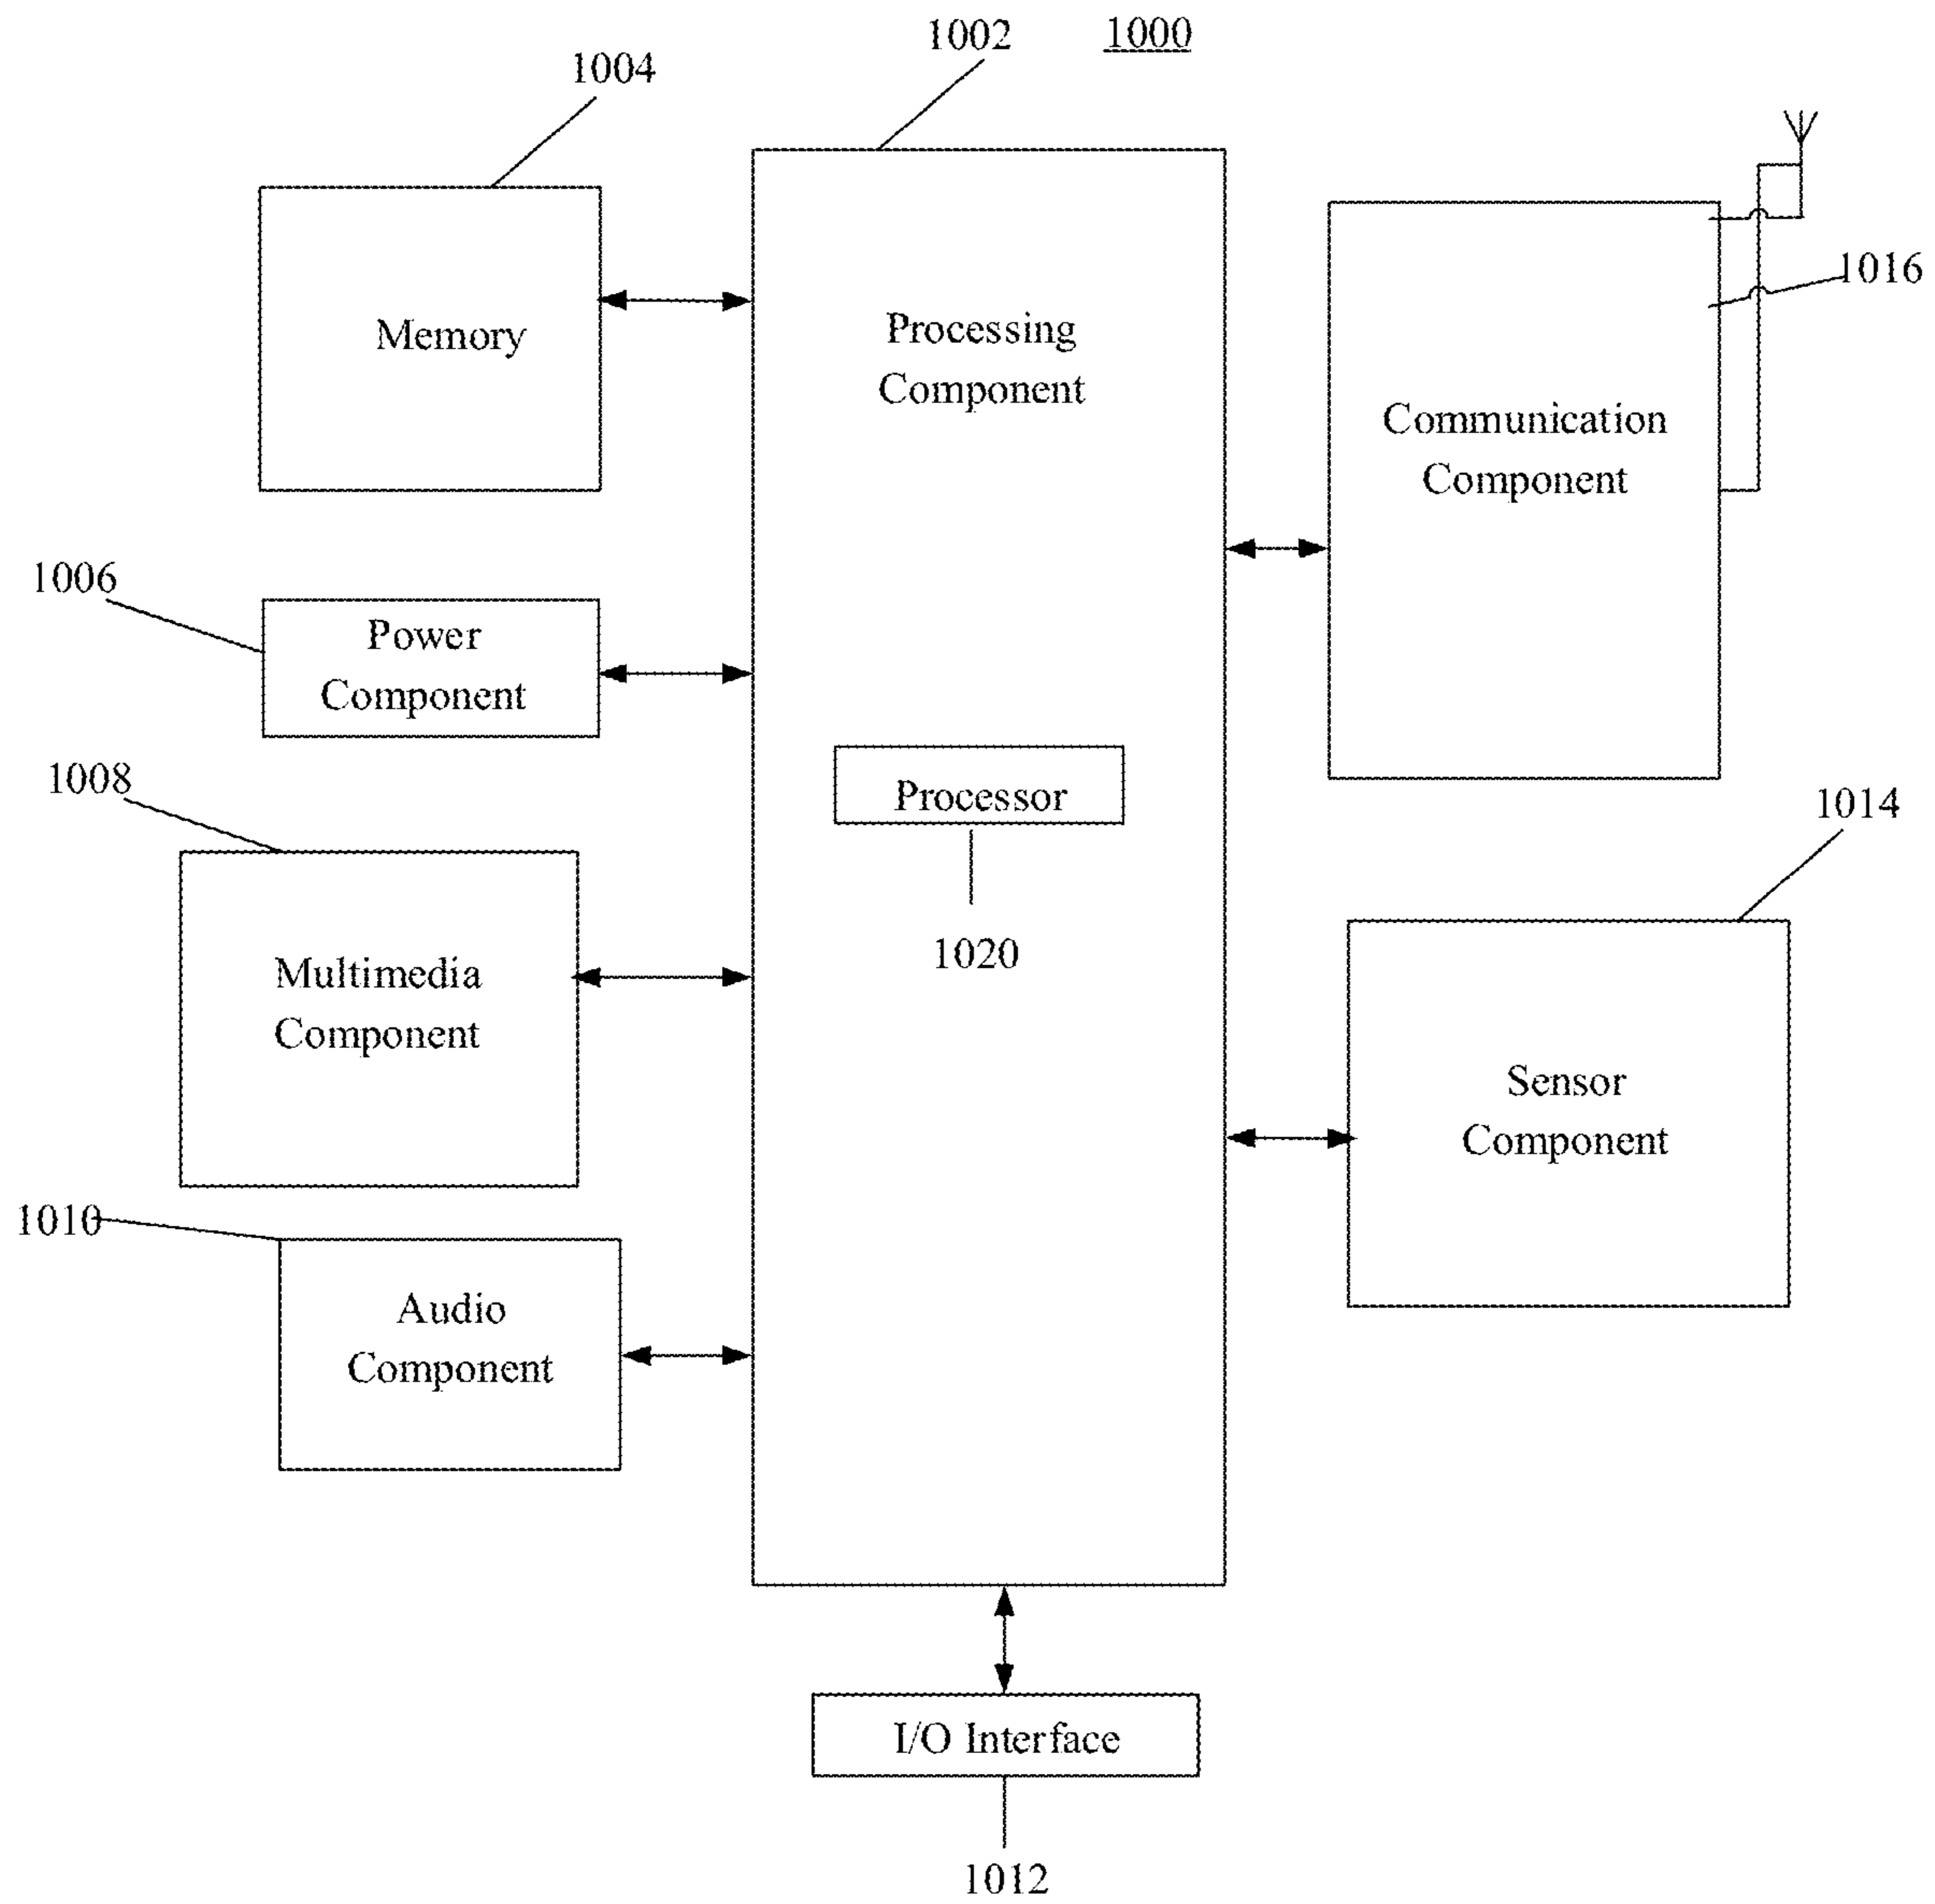 1002
1000
1004
1016
Memory
Processing
Component
Communication
Component
1006
Power
Component
1008
Processor
1014
1020
Multimedia
Component
Sensor
Component
1010
Audio
Component
I/O Interface
1012